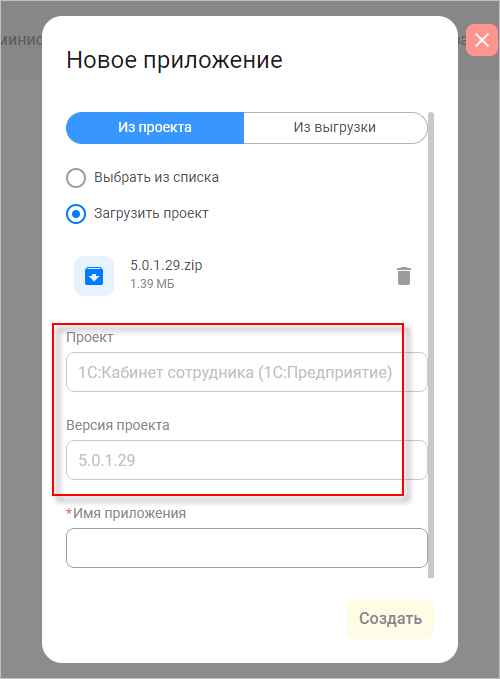 Новое приложение
Из проекта
Из выгрузки
Выбрать из списка
Загрузить проект
5.0.1.29.zip
1.39 МБ
Проект
1С:Кабинет сотрудника (1С:Предприятие)
Версия проекта
5.0.1.29
*Имя приложения
Создать